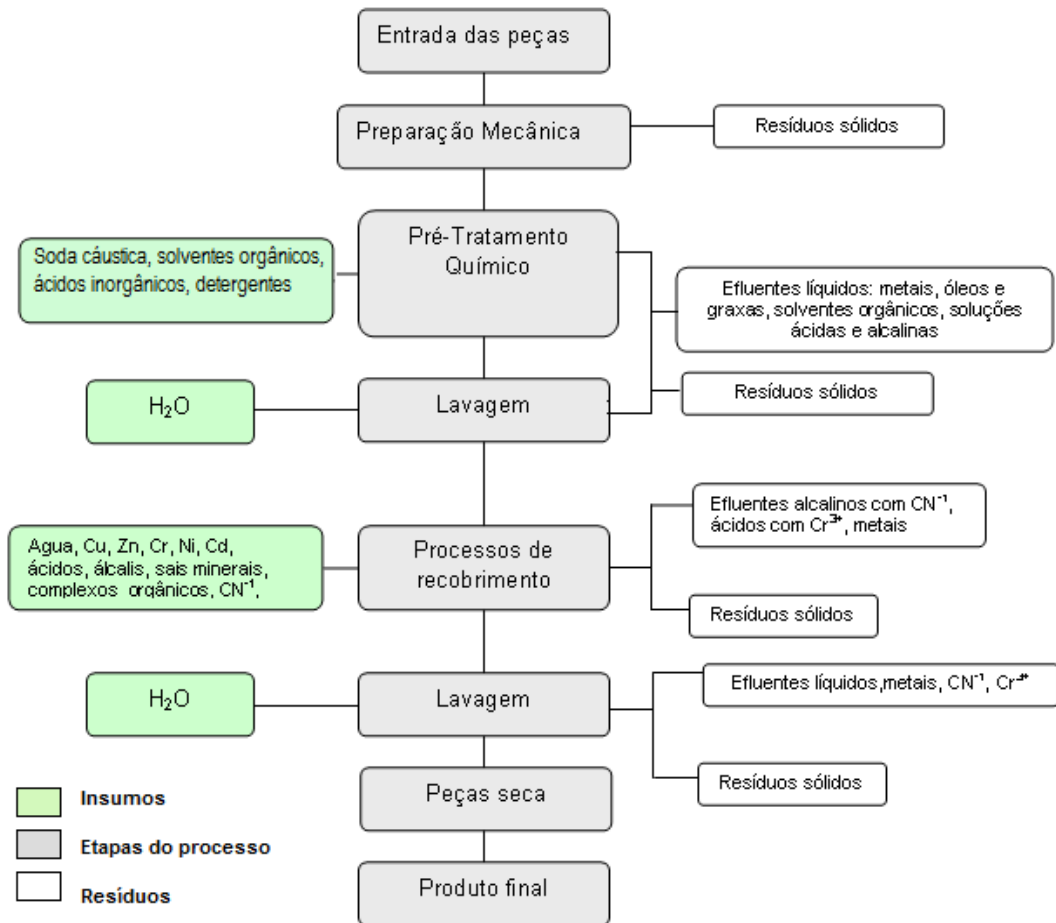 Entrada das peças
Preparação Mecânica
Resíduos sólidos
Pré-Tratamento
Químico
Soda cáustica, solventes orgânicos,
ácidos inorgânicos, detergentes
Efluentes líquidos: metais, óleos e
graxas, solventes orgânicos, soluções
ácidas e alcalinas
Resíduos sólidos
H₂O
Lavagem
Efluentes alcalinos com CN⁻¹,
ácidos com Cr³⁺, metais
Agua, Cu, Zn, Cr, Ni, Cd,
ácidos, álcalis, sais minerais,
complexos orgânicos, CN⁻¹,
Processos de
recobrimento
Resíduos sólidos
H₂O
Lavagem
Efluentes líquidos,metais, CN⁻¹, Cr
Resíduos sólidos
Peças seca
Produto final
Insumos
Etapas do processo
Resíduos